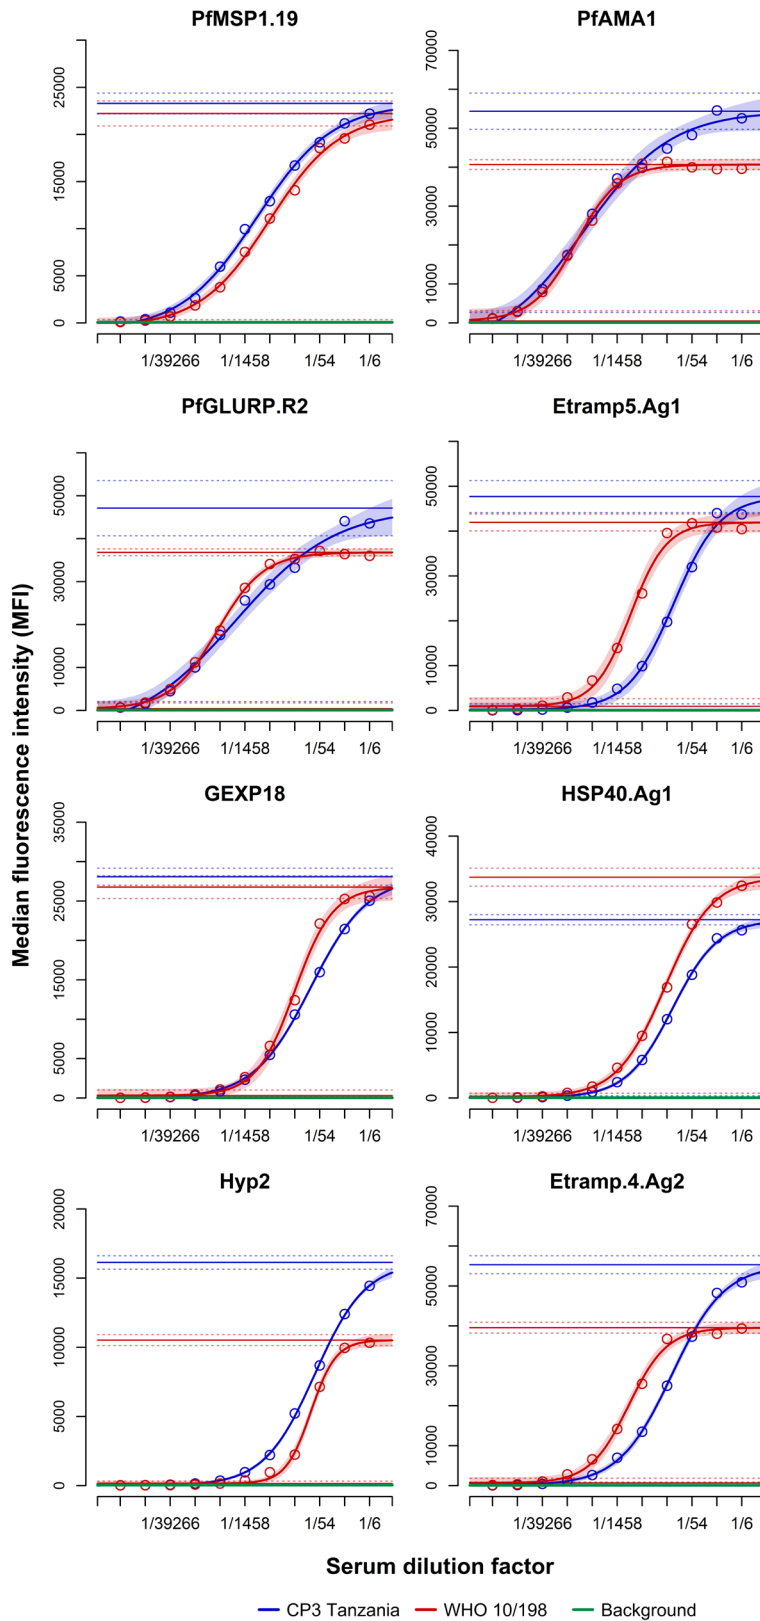 PfMSP1.19
PfAMA1
0 5000 15000 25000
0 10000 30000 50000 70000
1/39266 1/1458 1/54 1/6
1/39266 1/1458 1/54 1/6
PfGLURP.R2
Etramp5.Ag1
0 10000 30000 50000
0 10000 30000 50000
1/39266 1/1458 1/54 1/6
1/39266 1/1458 1/54 1/6
Median fluorescence intensity (MFI)
GEXP18
HSP40.Ag1
0 5000 15000 25000 35000
0 10000 20000 30000 40000
1/39266 1/1458 1/54 1/6
1/39266 1/1458 1/54 1/6
Hyp2
Etramp.4.Ag2
0 5000 10000 15000 20000
0 10000 30000 50000 70000
1/39266 1/1458 1/54 1/6
1/39266 1/1458 1/54 1/6
Serum dilution factor
CP3 Tanzania WHO 10/198 Background